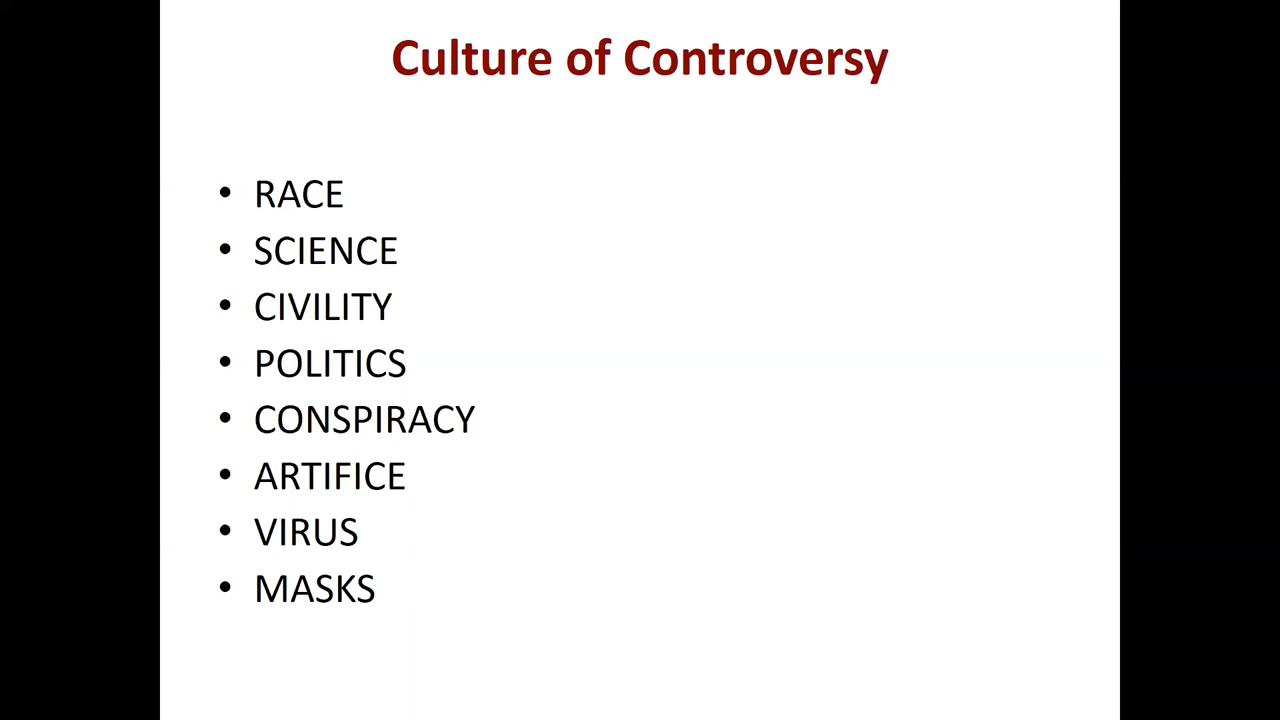 Culture of Controversy
• RACE
• SCIENCE
• CIVILITY
• POLITICS
• CONSPIRACY
• ARTIFICE
• VIRUS
• MASKS